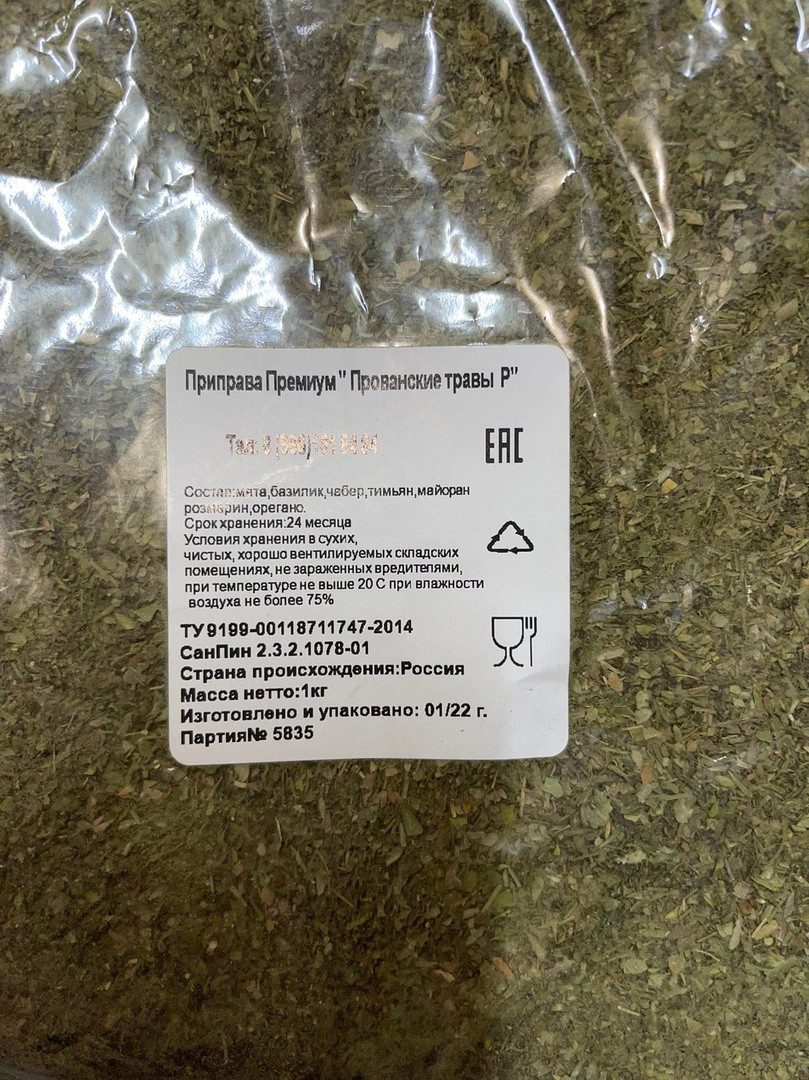 Приправа Премиум " Прованские травы Р"
Тел: 8
EAC
Состав:мята,базилик,чабер,тимьян,майоран
розмарин,орегано.
Срок хранения:24 месяца
Условия хранения в сухих,
чистых, хорошо вентилируемых складских
помещениях, не зараженных вредителями,
при температуре не выше 20 С при влажности
воздуха не более 75%
ТУ 9199-00118711747-2014
СанПин 2.3.2.1078-01
Страна происхождения:Россия
Масса нетто:1кг
Изготовлено и упаковано: 01/22 г.
Партия№ 5835